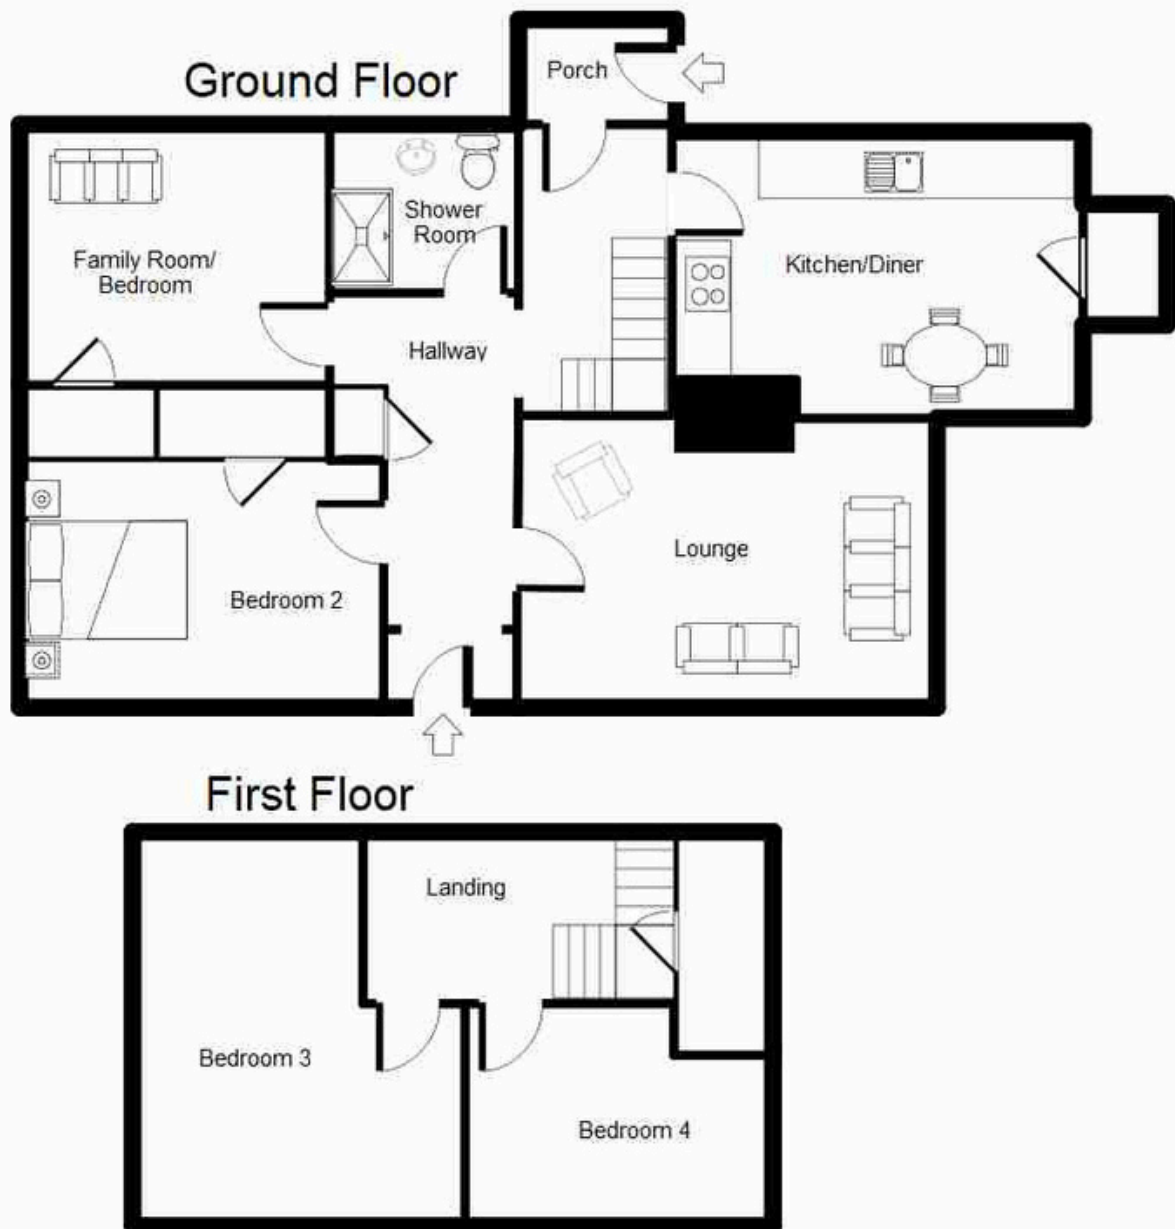 Ground Floor
Porch
Shower
Room
Family Room/
Bedroom
Kitchen/Diner
Hallway
Lounge
Bedroom 2
First Floor
Landing
Bedroom 3
Bedroom 4